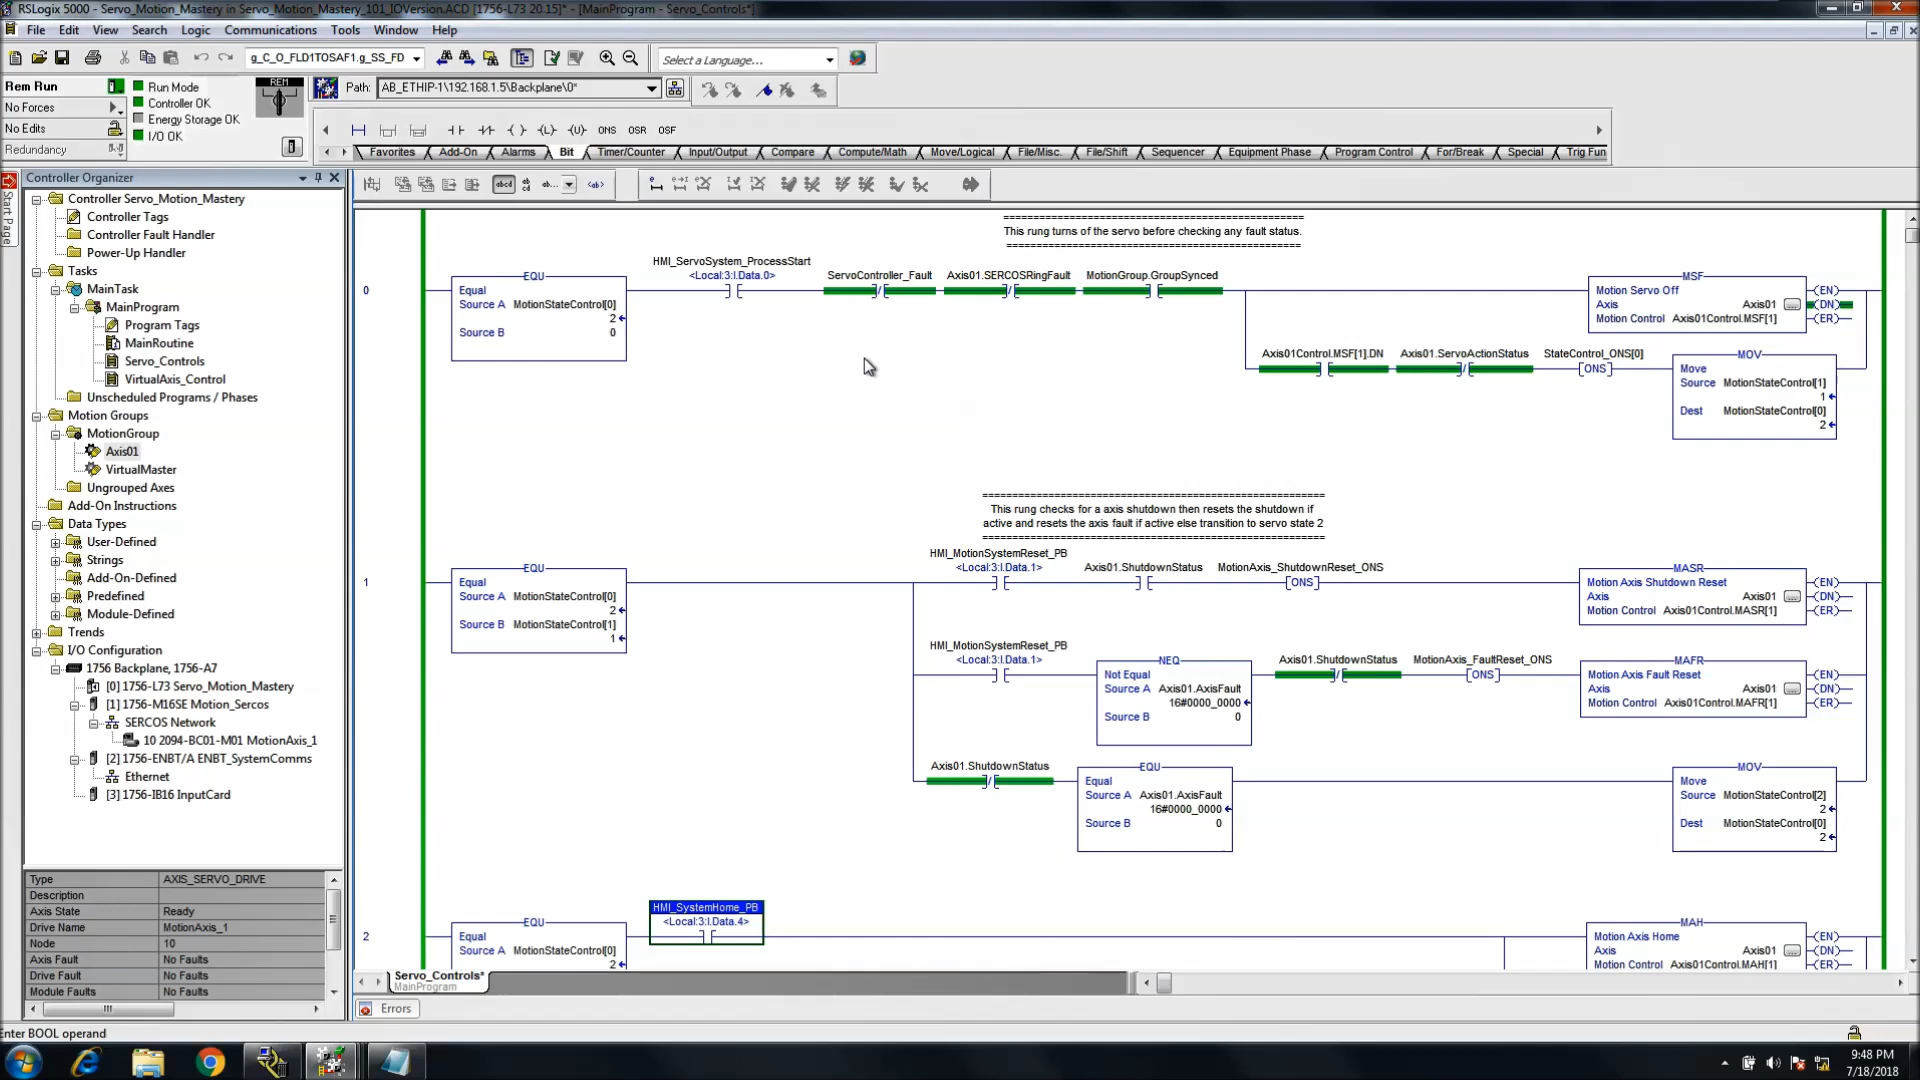 RSLogix 5000 - Servo_Motion_Mastery in Servo_Motion_Mastery_101_IOVersion.ACD [1756-L73 20.15]* - [MainProgram - Servo_Controls*]
File Edit View Search Logic Communications Tools Window Help
g_C_O_FLD1TOSAF1.g_SS_FD
Select a Language...
Rem Run
No Forces
No Edits
Redundancy
Run Mode
Controller OK
Energy Storage OK
I/O OK
REM
Path: AB_ETHIP-1\192.168.1.5\Backplane\0*
ONS OSR OSF
Favorites Add-On Alarms Bit Timer/Counter Input/Output Compare Compute/Math Move/Logical File/Misc. File/Shift Sequencer Equipment Phase Program Control For/Break Special Trig Fun
Start Page
Controller Organizer
Controller Servo_Motion_Mastery
Controller Tags
Controller Fault Handler
Power-Up Handler
Tasks
MainTask
MainProgram
Program Tags
MainRoutine
Servo_Controls
VirtualAxis_Control
Unscheduled Programs / Phases
Motion Groups
MotionGroup
Axis01
VirtualMaster
Ungrouped Axes
Add-On Instructions
Data Types
User-Defined
Strings
Add-On-Defined
Predefined
Module-Defined
Trends
I/O Configuration
1756 Backplane, 1756-A7
[0] 1756-L73 Servo_Motion_Mastery
[1] 1756-M16SE Motion_Sercos
SERCOS Network
10 2094-BC01-M01 MotionAxis_1
[2] 1756-ENBT/A ENBT_SystemComms
Ethernet
[3] 1756-IB16 InputCard
Type AXIS_SERVO_DRIVE
Description
Axis State Ready
Drive Name MotionAxis_1
Node 10
Axis Fault No Faults
Drive Fault No Faults
Module Faults No Faults
abcd
ab
cd
ab...
<ab>
==================================================
This rung turns of the servo before checking any fault status.
==================================================
0
EQU
Equal
Source A MotionStateControl[0]
2
Source B 0
HMI_ServoSystem_ProcessStart
<Local:3:I.Data.0>
ServoController_Fault
Axis01.SERCOSRingFault
MotionGroup.GroupSynced
MSF
Motion Servo Off
Axis Axis01 ...
Motion Control Axis01Control.MSF[1]
EN
DN
ER
Axis01Control.MSF[1].DN
Axis01.ServoActionStatus
StateControl_ONS[0]
ONS
MOV
Move
Source MotionStateControl[1]
1
Dest MotionStateControl[0]
2
=========================================================
This rung checks for a axis shutdown then resets the shutdown if
active and resets the axis fault if active else transition to servo state 2
=========================================================
1
EQU
Equal
Source A MotionStateControl[0]
2
Source B MotionStateControl[1]
1
HMI_MotionSystemReset_PB
<Local:3:I.Data.1>
Axis01.ShutdownStatus
MotionAxis_ShutdownReset_ONS
ONS
MASR
Motion Axis Shutdown Reset
Axis Axis01 ...
Motion Control Axis01Control.MASR[1]
EN
DN
ER
HMI_MotionSystemReset_PB
<Local:3:I.Data.1>
NEQ
Not Equal
Source A Axis01.AxisFault
16#0000_0000
Source B 0
Axis01.ShutdownStatus
MotionAxis_FaultReset_ONS
ONS
MAFR
Motion Axis Fault Reset
Axis Axis01 ...
Motion Control Axis01Control.MAFR[1]
EN
DN
ER
Axis01.ShutdownStatus
EQU
Equal
Source A Axis01.AxisFault
16#0000_0000
Source B 0
MOV
Move
Source MotionStateControl[2]
2
Dest MotionStateControl[0]
2
2
EQU
Equal
Source A MotionStateControl[0]
2
HMI_SystemHome_PB
<Local:3:I.Data.4>
MAH
Motion Axis Home
Axis Axis01 ...
Motion Control Axis01Control.MAH[1]
EN
DN
ER
Servo_Controls*
MainProgram
Errors
Enter BOOL operand
9:48 PM
7/18/2018